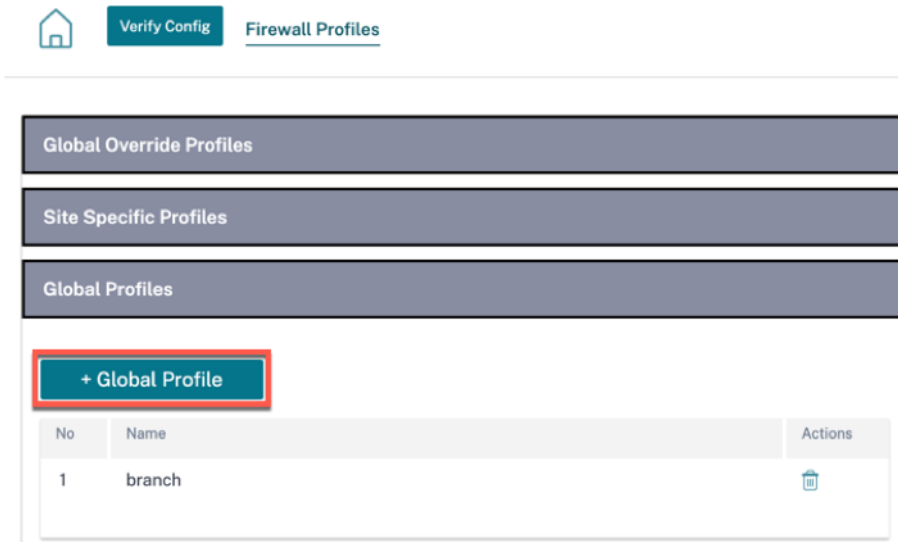 Verify Config Firewall Profiles
Global Override Profiles
Site Specific Profiles
Global Profiles
+ Global Profile
No Name Actions
1 branch